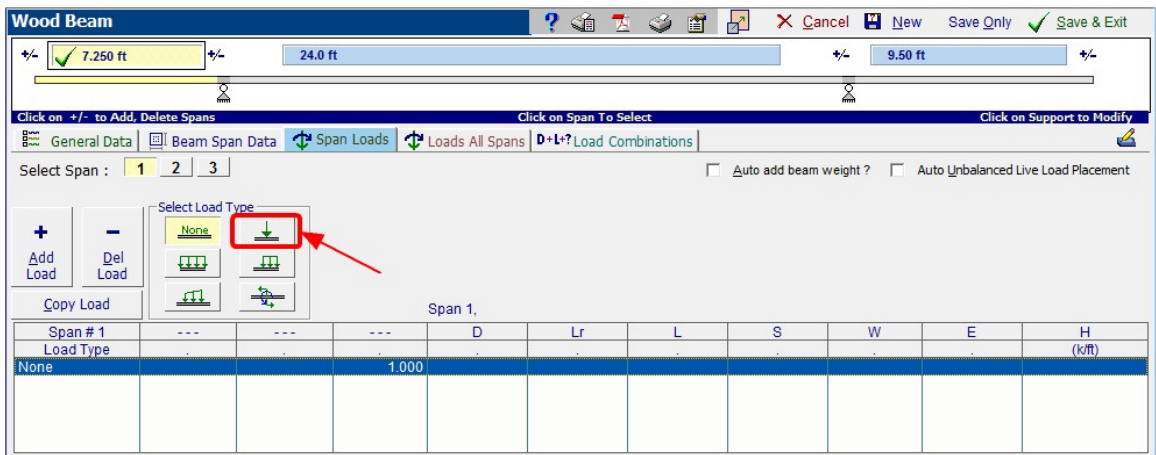 Wood Beam ? Cancel New Save Only Save & Exit
+/- 7.250 ft +/- 24.0 ft +/- 9.50 ft +/-
Click on +/- to Add, Delete Spans Click on Span To Select Click on Support to Modify
General Data Beam Span Data Span Loads Loads All Spans D+L+? Load Combinations
Select Span : 1 2 3 Auto add beam weight ? Auto Unbalanced Live Load Placement
Select Load Type
+ - None
Add Load Del Load
Copy Load Span 1,
Span # 1 - - - - - - - - - D Lr L S W E H
Load Type . . . . . . . . . (k/ft)
None 1.000